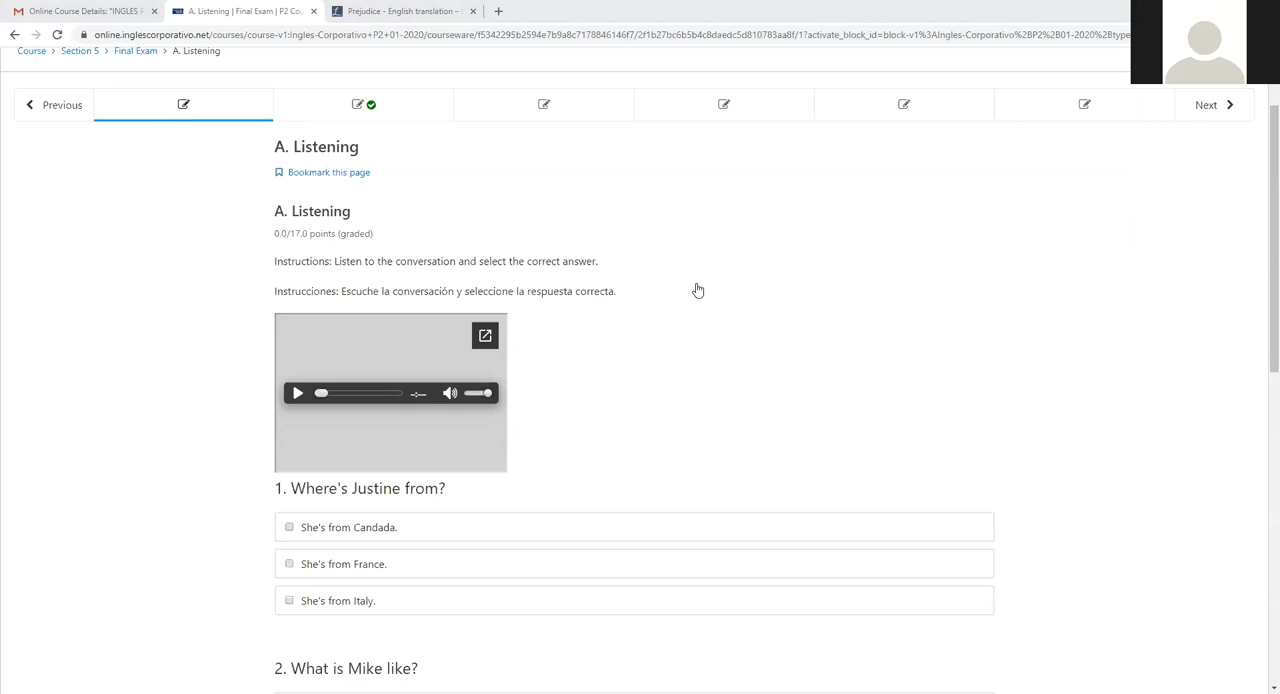 Online Course Details: "INGLES F
A. Listening | Final Exam | P2 Cou
Prejudice - English translation –
online.inglescorporativo.net/courses/course-v1:Ingles-Corporativo+P2+01-2020/courseware/f5342295b2594e7b9a8c7178846146f7/2f1b27bc6b5b4c8daedc5d810783aa8f/1?activate_block_id=block-v1%3AIngles-Corporativo%2BP2%2B01-2020%2Btype
Course > Section 5 > Final Exam > A. Listening
Previous
Next
A. Listening
Bookmark this page
A. Listening
0.0/17.0 points (graded)
Instructions: Listen to the conversation and select the correct answer.
Instrucciones: Escuche la conversación y seleccione la respuesta correcta.
-:--
1. Where's Justine from?
She's from Candada.
She's from France.
She's from Italy.
2. What is Mike like?